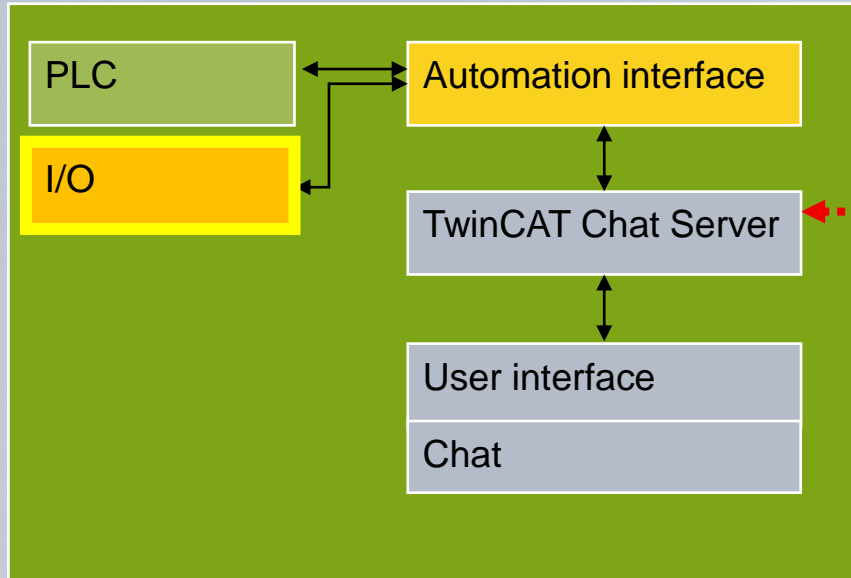 PLC
Automation interface
I/O
TwinCAT Chat Server
User interface
Chat